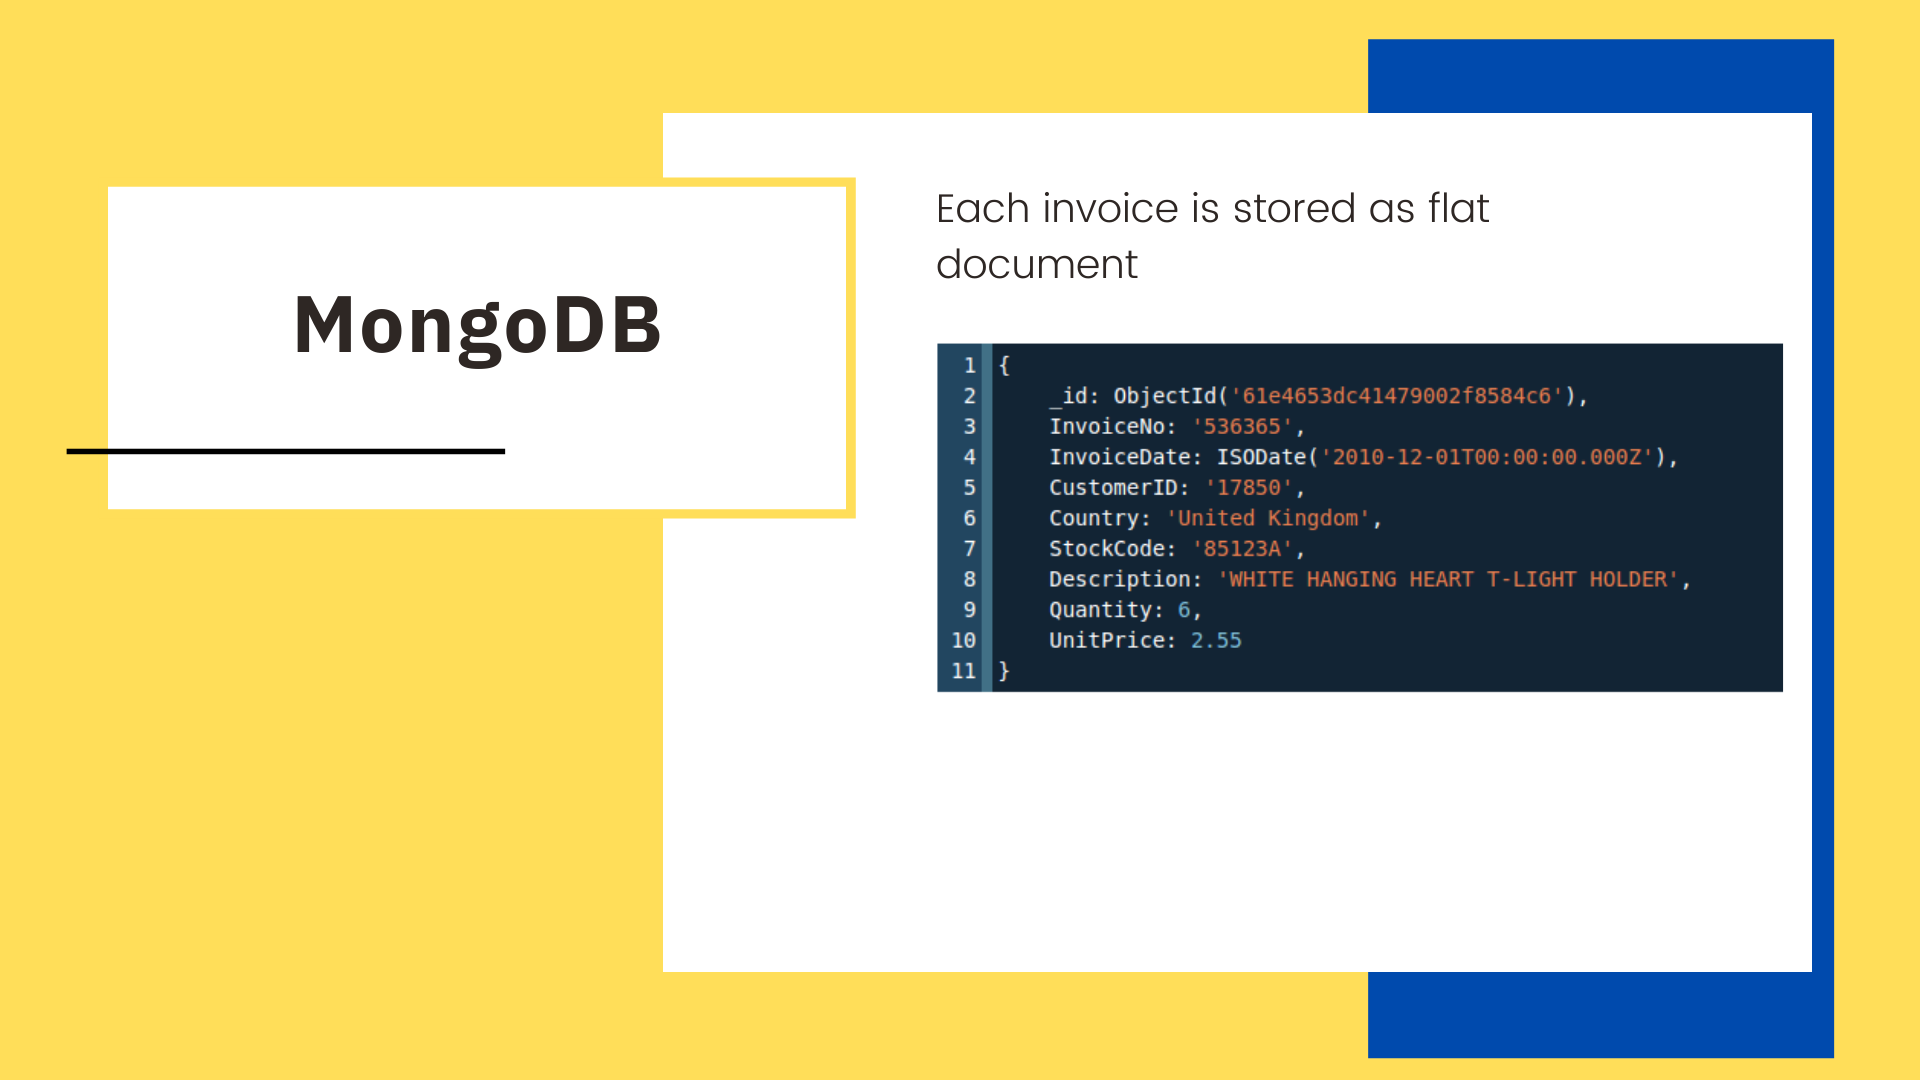 MongoDB
Each invoice is stored as flat
document
1 {
2     _id: ObjectId('61e4653dc41479002f8584c6'),
3     InvoiceNo: '536365',
4     InvoiceDate: ISODate('2010-12-01T00:00:00.000Z'),
5     CustomerID: '17850',
6     Country: 'United Kingdom',
7     StockCode: '85123A',
8     Description: 'WHITE HANGING HEART T-LIGHT HOLDER',
9     Quantity: 6,
10     UnitPrice: 2.55
11 }